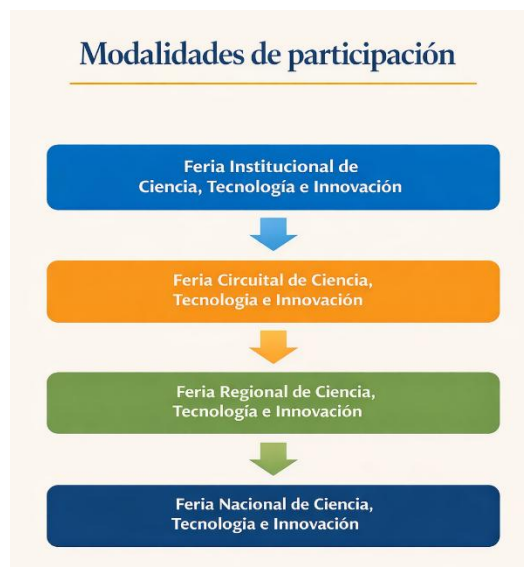 Modalidades de participación
Feria Institucional de
Ciencia, Tecnología e Innovación
Feria Circuital de Ciencia,
Tecnología e Innovación
Feria Regional de Ciencia,
Tecnología e Innovación
Feria Nacional de Ciencia,
Tecnologia e Innovación